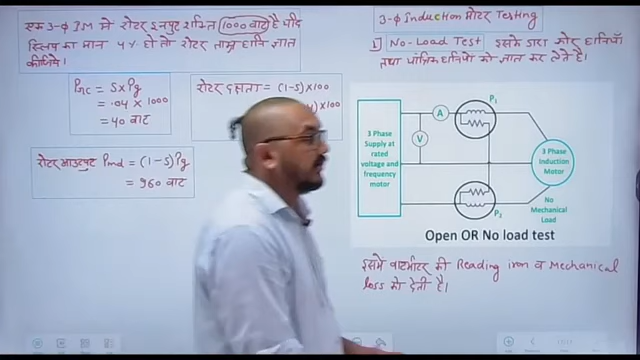 एक 3-ϕ IM में रोटर इनपुट शक्ति 1000 वाट है यदि
स्लिप का मान 4% हो तो रोटर ताम्र हानि ज्ञात
कीजिए।
= S × Pg
= .04 × 1000
= 40 वाट
रोटर दक्षता = (1-S)×100
)×100
रोटर आउटपुट Pmd = (1-S)Pg
= 960 वाट
3-ϕ Induction मोटर Testing
1] No-Load Test इसके द्वारा कोर हानियों
तथा यांत्रिक हानियों को ज्ञात कर लेते है।
3 Phase
Supply at
rated
voltage and
frequency
motor
A
V
P1
P2
3 Phase
Induction
Motor
No
Mechanical
Load
Open OR No load test
इसमें वाटमीटर की Reading iron व Mechanical
loss को देती है।